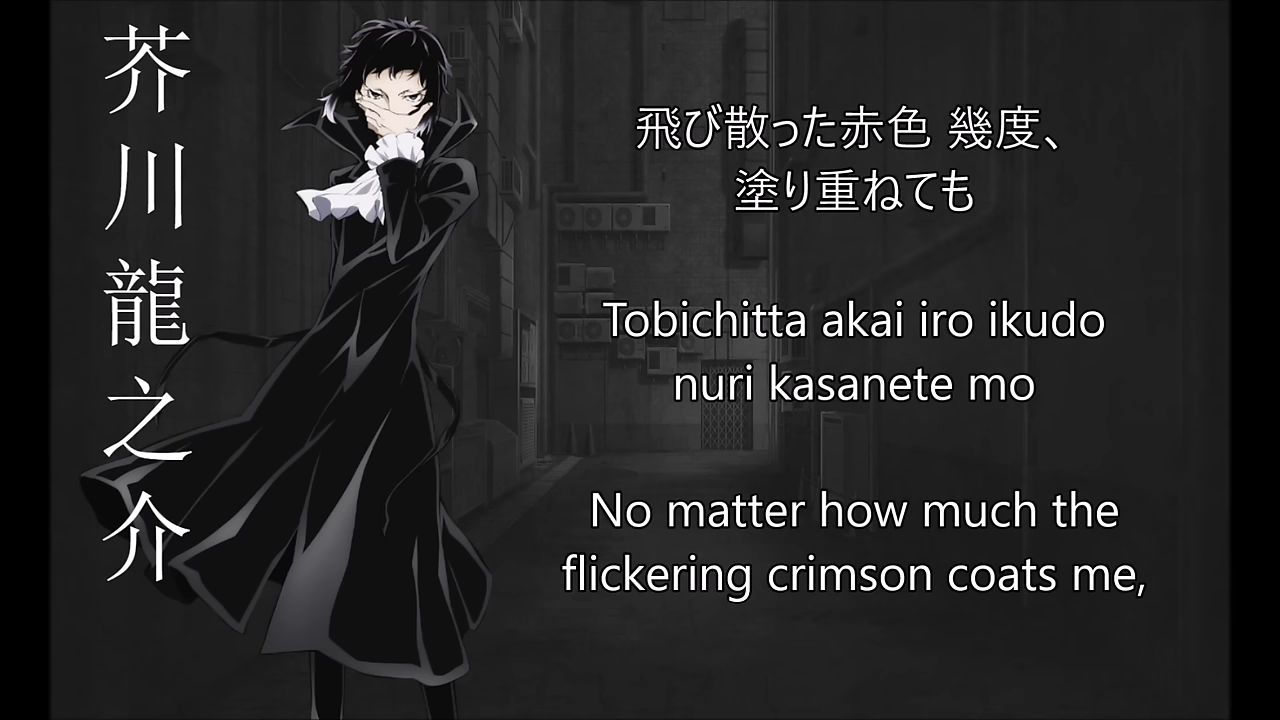 芥川龍之介
飛び散った赤色 幾度、
塗り重ねても
Tobichitta akai iro ikudo
nuri kasanete mo
No matter how much the
flickering crimson coats me,